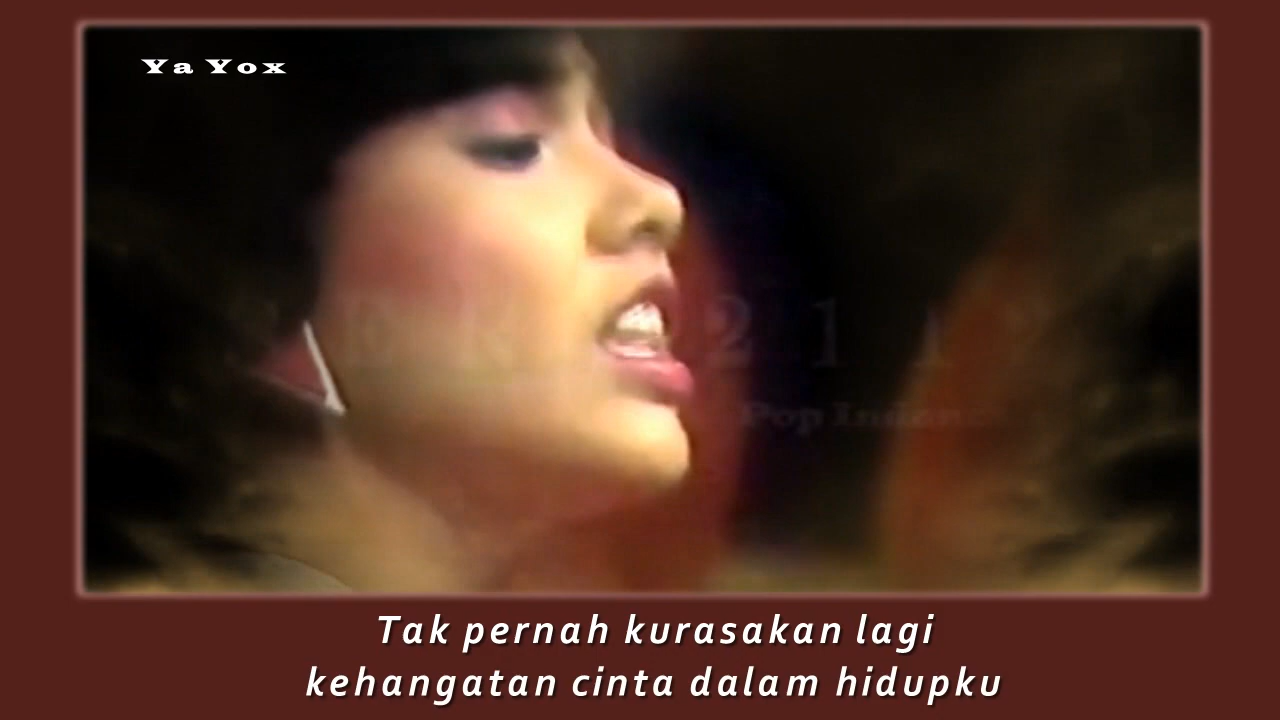 Ya Yox
Tak pernah kurasakan lagi
kehangatan cinta dalam hidupku